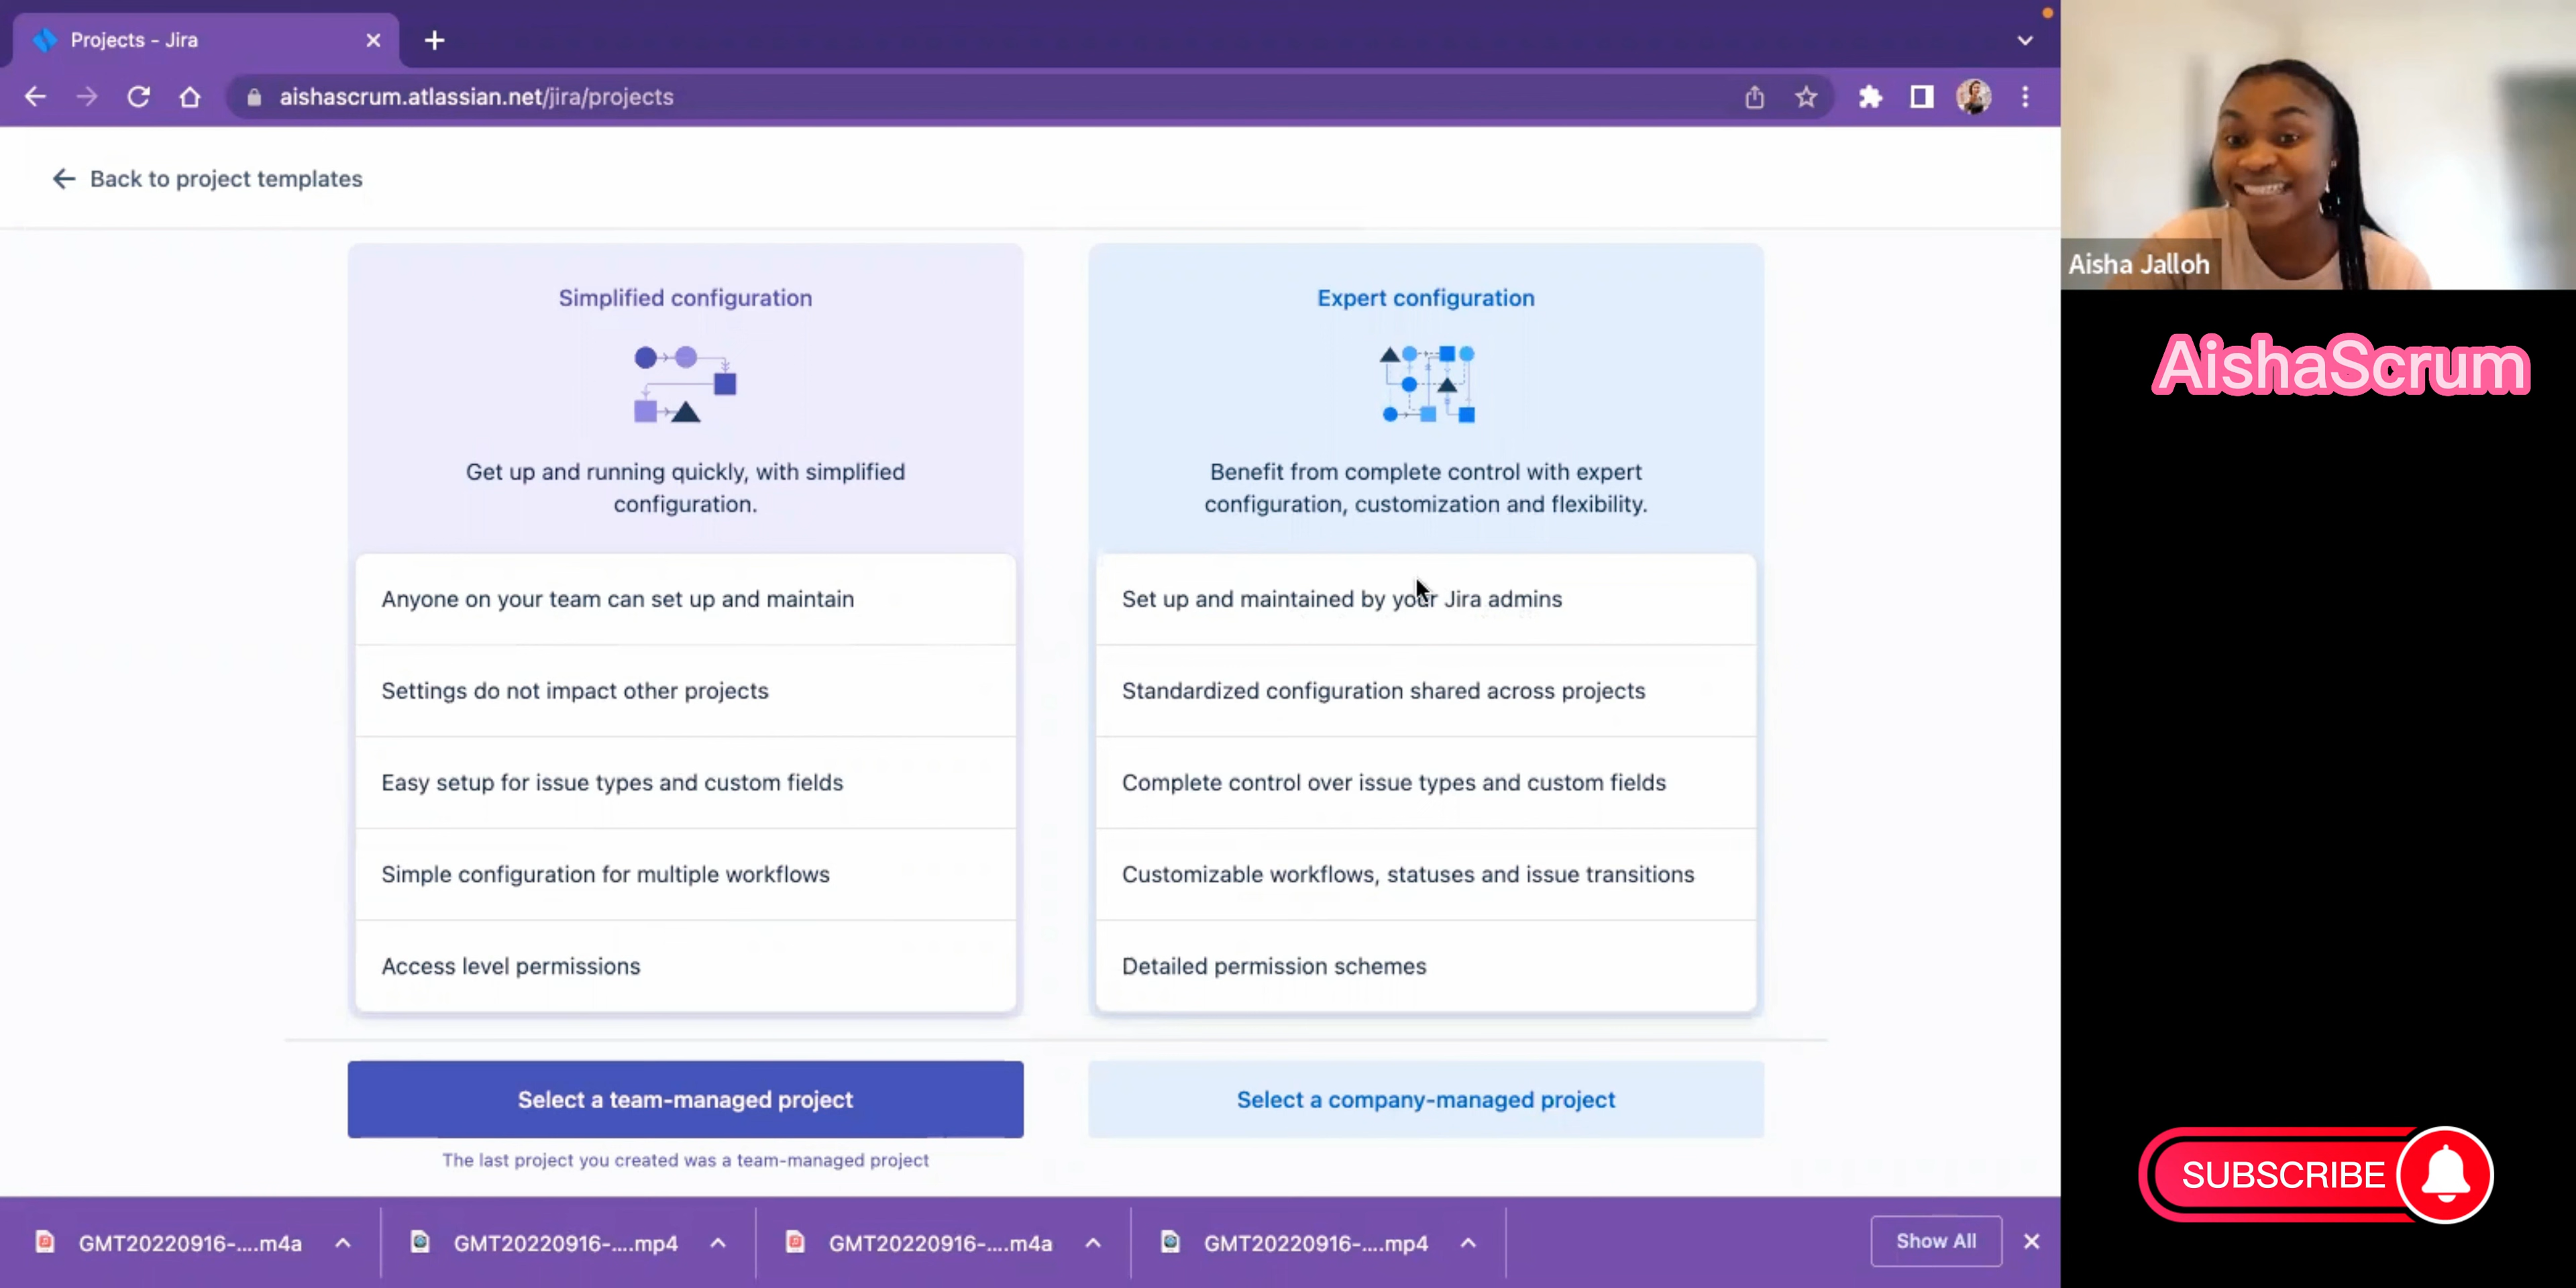 Projects - Jira
aishascrum.atlassian.net/jira/projects
Back to project templates
Simplified configuration
Get up and running quickly, with simplified
configuration.
Anyone on your team can set up and maintain
Settings do not impact other projects
Easy setup for issue types and custom fields
Simple configuration for multiple workflows
Access level permissions
Select a team-managed project
The last project you created was a team-managed project
Expert configuration
Benefit from complete control with expert
configuration, customization and flexibility.
Set up and maintained by your Jira admins
Standardized configuration shared across projects
Complete control over issue types and custom fields
Customizable workflows, statuses and issue transitions
Detailed permission schemes
Select a company-managed project
GMT20220916-....m4a
GMT20220916-....mp4
GMT20220916-....m4a
GMT20220916-....mp4
Show All
Aisha Jalloh
AishaScrum
SUBSCRIBE